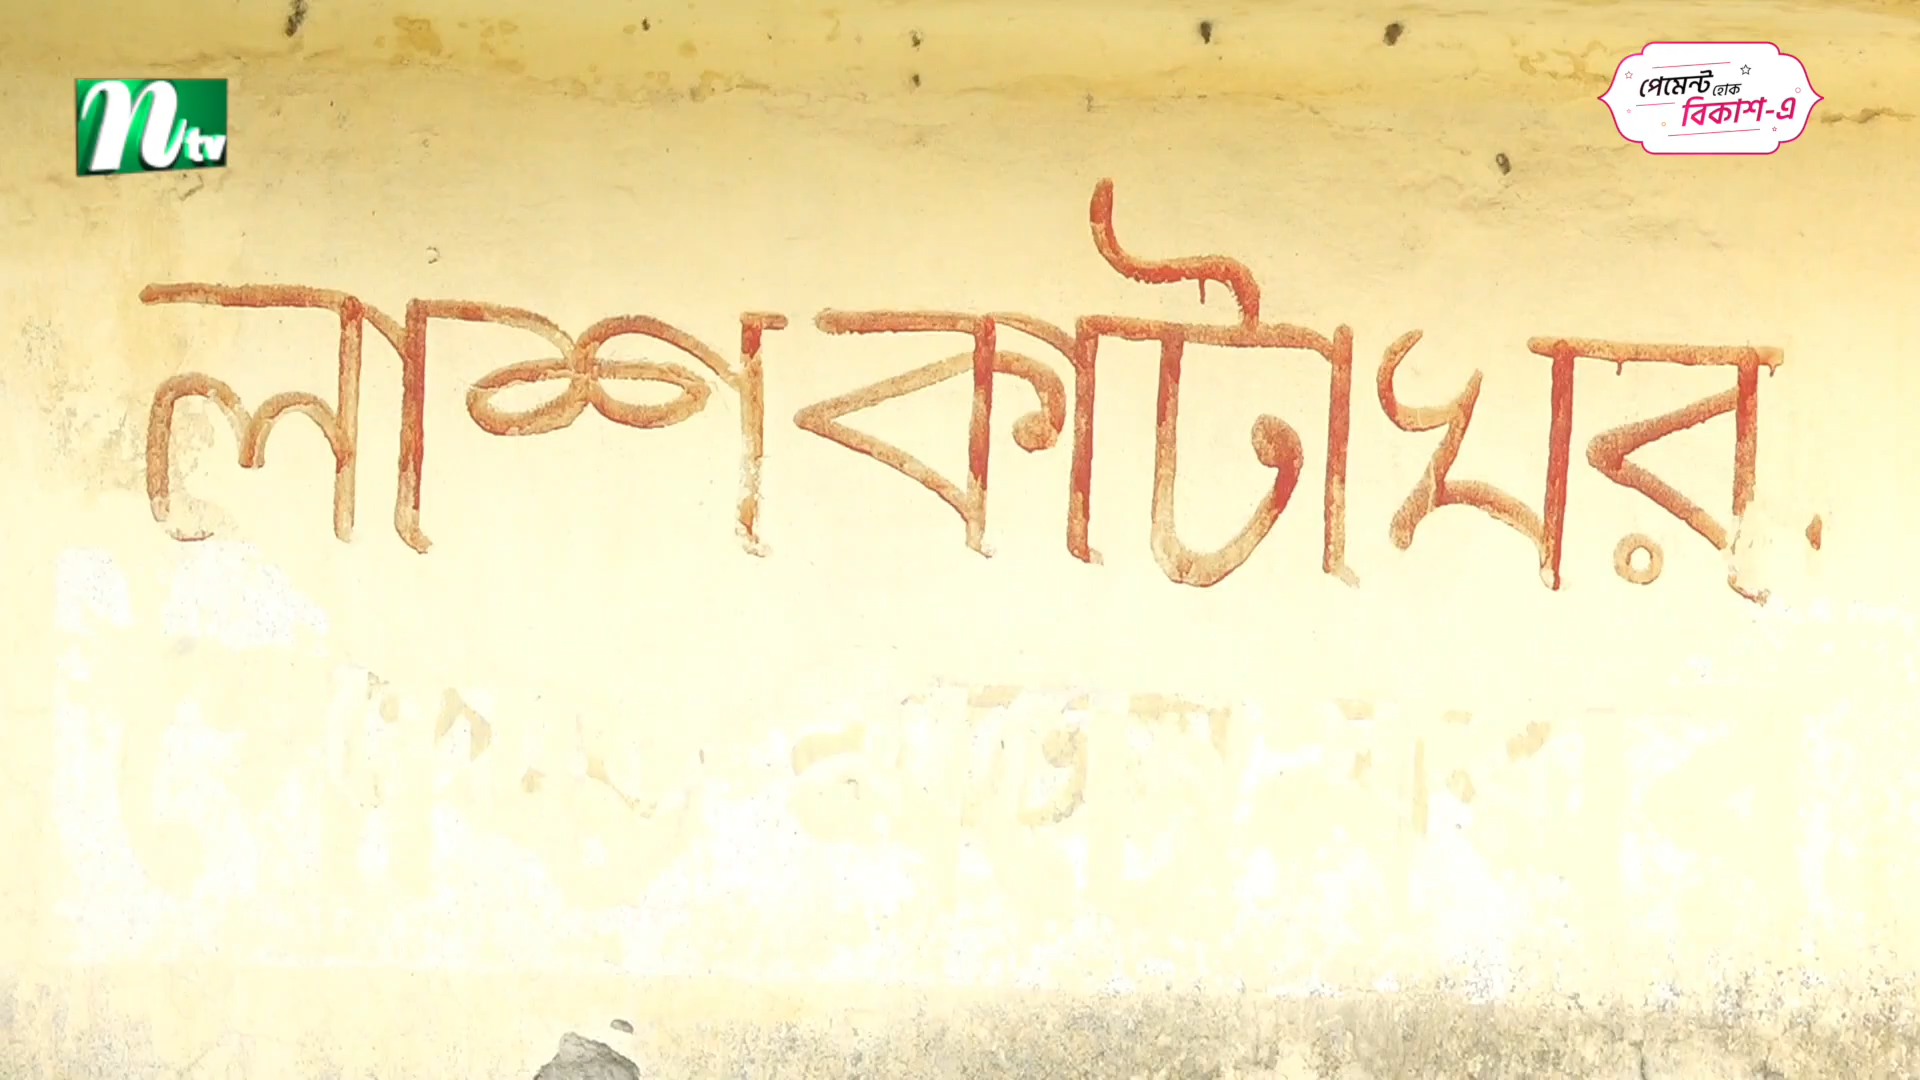 ntv
পেমেন্ট হোক
বিকাশ-এ
লাশকাটাঘর.